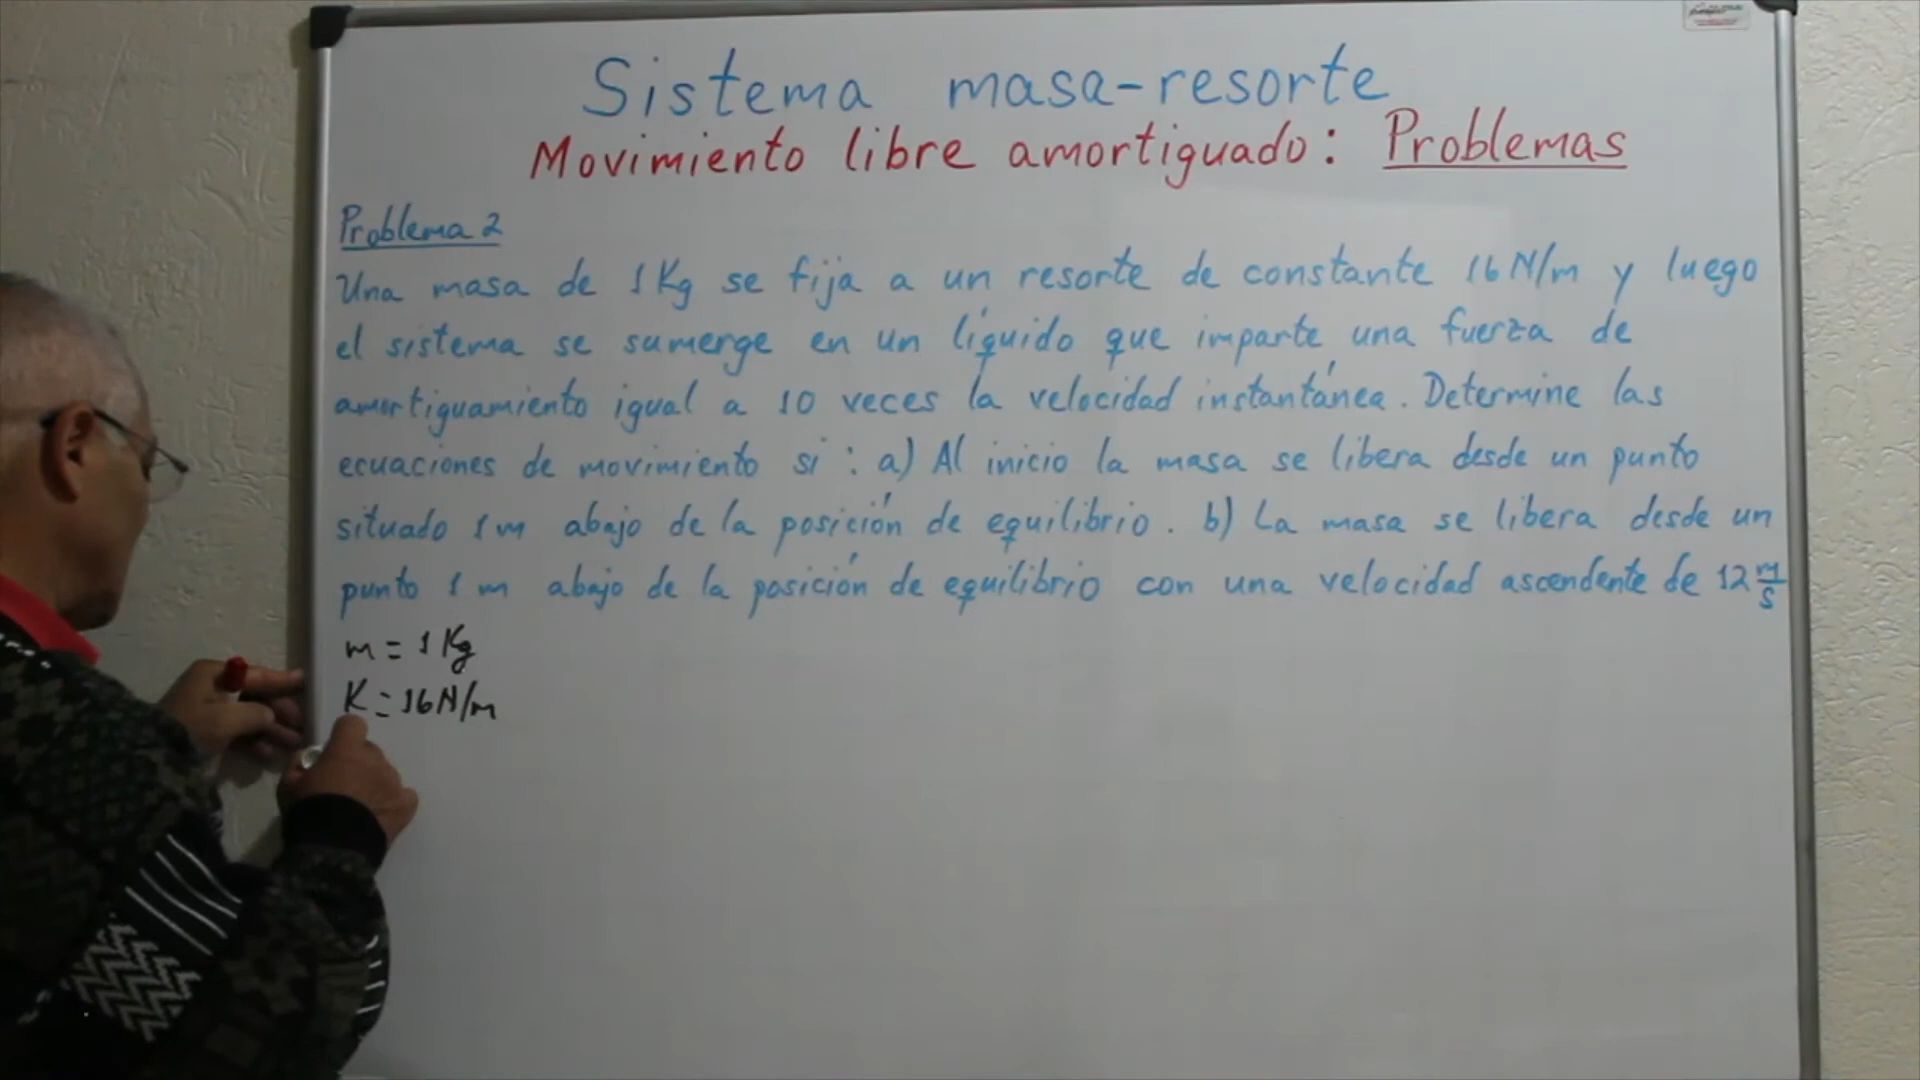 Sistema masa-resorte
Movimiento libre amortiguado: Problemas
Problema 2
Una masa de 1 Kg se fija a un resorte de constante 16 N/m y luego
el sistema se sumerge en un líquido que imparte una fuerza de
amortiguamiento igual a 10 veces la velocidad instantánea. Determine las
ecuaciones de movimiento si : a) Al inicio la masa se libera desde un punto
situado 1 m abajo de la posición de equilibrio. b) La masa se libera desde un
punto 1 m abajo de la posición de equilibrio con una velocidad ascendente de 12 m/s
m = 1 Kg
K = 16 N/m